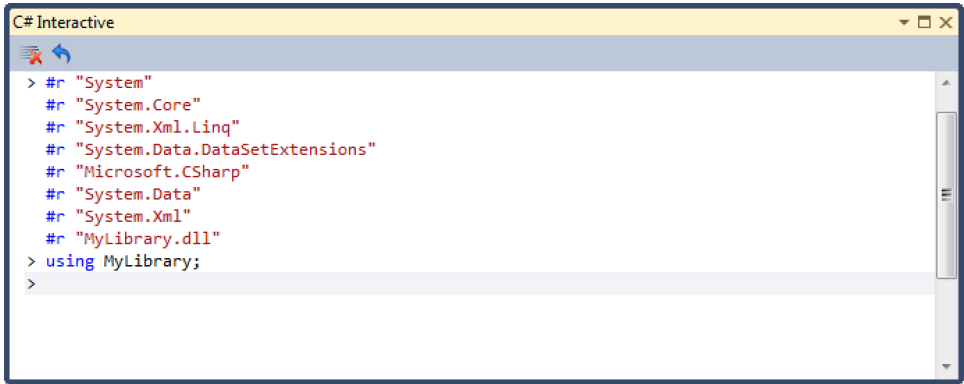 C# Interactive
> #r "System"
#r "System.Core"
#r "System.Xml.Linq"
#r "System.Data.DataSetExtensions"
#r "Microsoft.CSharp"
#r "System.Data"
#r "System.Xml"
#r "MyLibrary.dll"
> using MyLibrary;
>